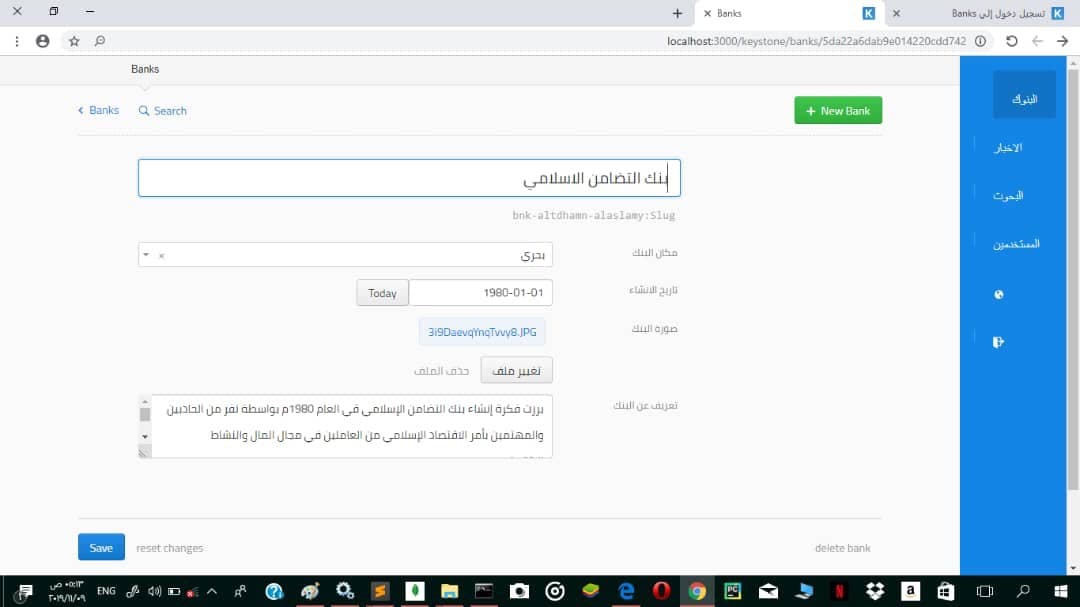 Banks
تسجيل دخول إلي Banks
localhost:3000/keystone/banks/5da22a6dab9e014220cdd742
Banks
Banks
Search
+ New Bank
البنوك
الاخبار
البحوث
المستخدمين
بنك التضامن الاسلامي
bnk-altdhamn-alaslamy:Slug
مكان البنك
بحري
تاريخ الانشاء
1980-01-01
Today
صوره البنك
3i9DaevqYnqTvvy8.JPG
تغيير ملف
حذف الملف
تعريف عن البنك
برزت فكرة إنشاء بنك التضامن الإسلامي في العام 1980م بواسطة نفر من الحادبين
والمهتمين بأمر الاقتصاد الإسلامي من العاملين في مجال المال والنشاط
Save
reset changes
delete bank
ENG
٠٥:١٣ ص
٢٠١٩/١١/٠٩